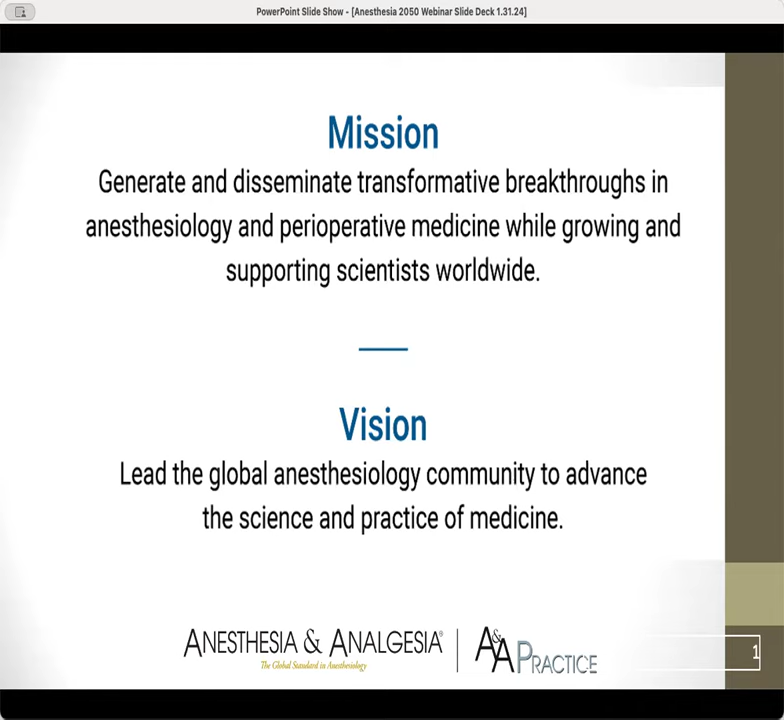 PowerPoint Slide Show - [Anesthesia 2050 Webinar Slide Deck 1.31.24]
Mission
Generate and disseminate transformative breakthroughs in
anesthesiology and perioperative medicine while growing and
supporting scientists worldwide.
Vision
Lead the global anesthesiology community to advance
the science and practice of medicine.
ANESTHESIA & ANALGESIA®
The Global Standard in Anesthesiology
A&A PRACTICE
1